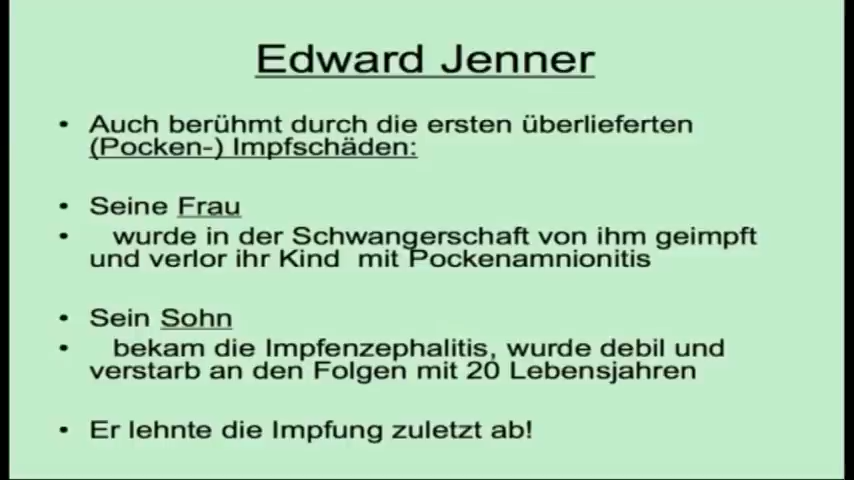 Edward Jenner
• Auch berühmt durch die ersten überlieferten
(Pocken-) Impfschäden:
• Seine Frau
• wurde in der Schwangerschaft von ihm geimpft
und verlor ihr Kind mit Pockenamnionitis
• Sein Sohn
• bekam die Impfenzephalitis, wurde debil und
verstarb an den Folgen mit 20 Lebensjahren
• Er lehnte die Impfung zuletzt ab!